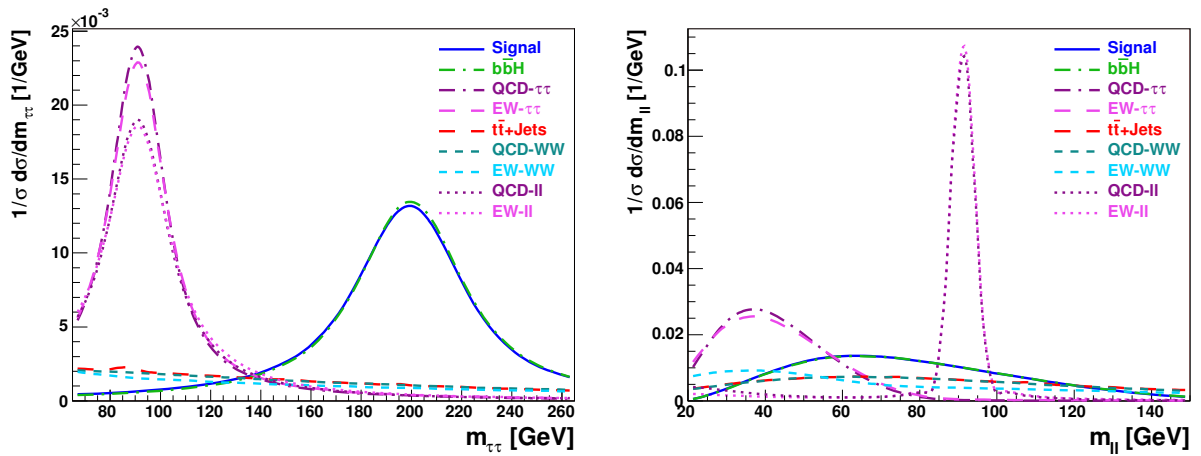 ×10⁻³
1/σ dσ/dm_ττ [1/GeV]
25
20
15
10
5
0
80 100 120 140 160 180 200 220 240 260
m_ττ [GeV]
Signal
bb̄H
QCD-ττ
EW-ττ
tt̄+Jets
QCD-WW
EW-WW
QCD-ll
EW-ll
1/σ dσ/dm_ll [1/GeV]
0.1
0.08
0.06
0.04
0.02
0
20 40 60 80 100 120 140
m_ll [GeV]
Signal
bb̄H
QCD-ττ
EW-ττ
tt̄+Jets
QCD-WW
EW-WW
QCD-ll
EW-ll